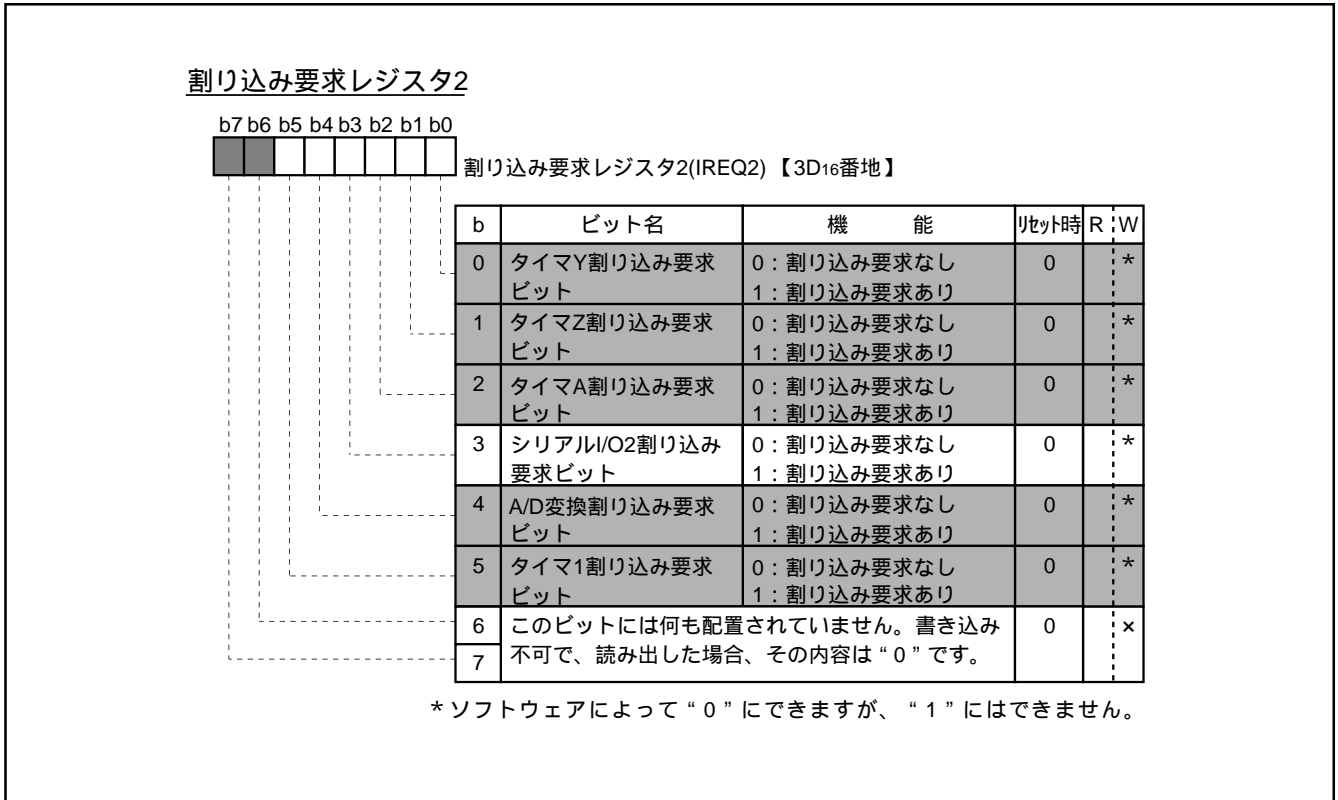 割り込み要求レジスタ2
b7 b6 b5 b4 b3 b2 b1 b0
割り込み要求レジスタ2(IREQ2)【3D16番地】
b ビット名 機 能 ﾘｾｯﾄ時 R W
0 タイマY割り込み要求 0：割り込み要求なし 0 *
ビット 1：割り込み要求あり
1 タイマZ割り込み要求 0：割り込み要求なし 0 *
ビット 1：割り込み要求あり
2 タイマA割り込み要求 0：割り込み要求なし 0 *
ビット 1：割り込み要求あり
3 シリアルI/O2割り込み 0：割り込み要求なし 0 *
要求ビット 1：割り込み要求あり
4 A/D変換割り込み要求 0：割り込み要求なし 0 *
ビット 1：割り込み要求あり
5 タイマ1割り込み要求 0：割り込み要求なし 0 *
ビット 1：割り込み要求あり
6 このビットには何も配置されていません。書き込み 0 ×
7 不可で、読み出した場合、その内容は“0”です。
*ソフトウェアによって“0”にできますが、“1”にはできません。